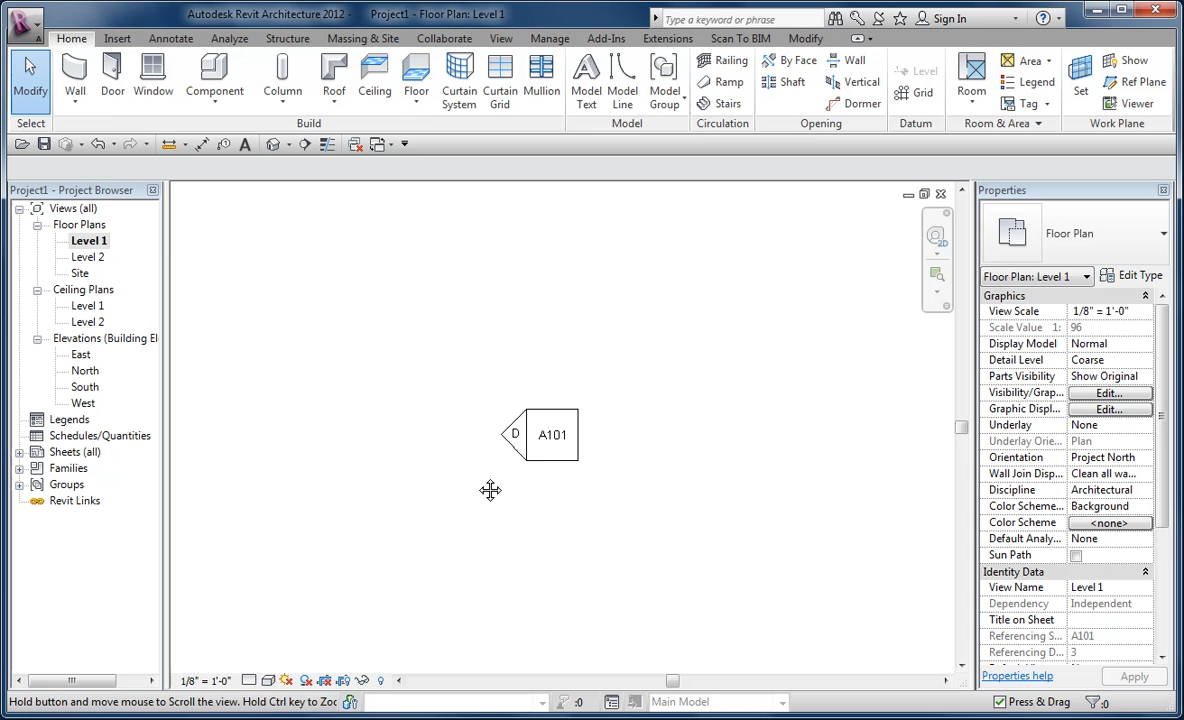 Autodesk Revit Architecture 2012 - Project1 - Floor Plan: Level 1
Type a keyword or phrase
Sign In
Home Insert Annotate Analyze Structure Massing & Site Collaborate View Manage Add-Ins Extensions Scan To BIM Modify
Modify
Wall
Door
Window
Component
Column
Roof
Ceiling
Floor
Curtain System
Curtain Grid
Mullion
Model Text
Model Line
Model Group
Railing
Ramp
Stairs
By Face
Shaft
Wall
Vertical
Dormer
Level
Grid
Room
Area
Legend
Tag
Set
Show
Ref Plane
Viewer
Select Build Model Circulation Opening Datum Room & Area Work Plane
Project1 - Project Browser
Views (all)
Floor Plans
Level 1
Level 2
Site
Ceiling Plans
Level 1
Level 2
Elevations (Building El
East
North
South
West
Legends
Schedules/Quantities
Sheets (all)
Families
Groups
Revit Links
2D
D A101
Properties
Floor Plan
Floor Plan: Level 1 Edit Type
Graphics
View Scale 1/8" = 1'-0"
Scale Value 1: 96
Display Model Normal
Detail Level Coarse
Parts Visibility Show Original
Visibility/Grap... Edit...
Graphic Displ... Edit...
Underlay None
Underlay Orie... Plan
Orientation Project North
Wall Join Disp... Clean all wa...
Discipline Architectural
Color Scheme... Background
Color Scheme <none>
Default Analy... None
Sun Path
Identity Data
View Name Level 1
Dependency Independent
Title on Sheet
Referencing S... A101
Referencing D... 3
Properties help Apply
1/8" = 1'-0"
Hold button and move mouse to Scroll the view. Hold Ctrl key to Zoc :0 Main Model Press & Drag :0